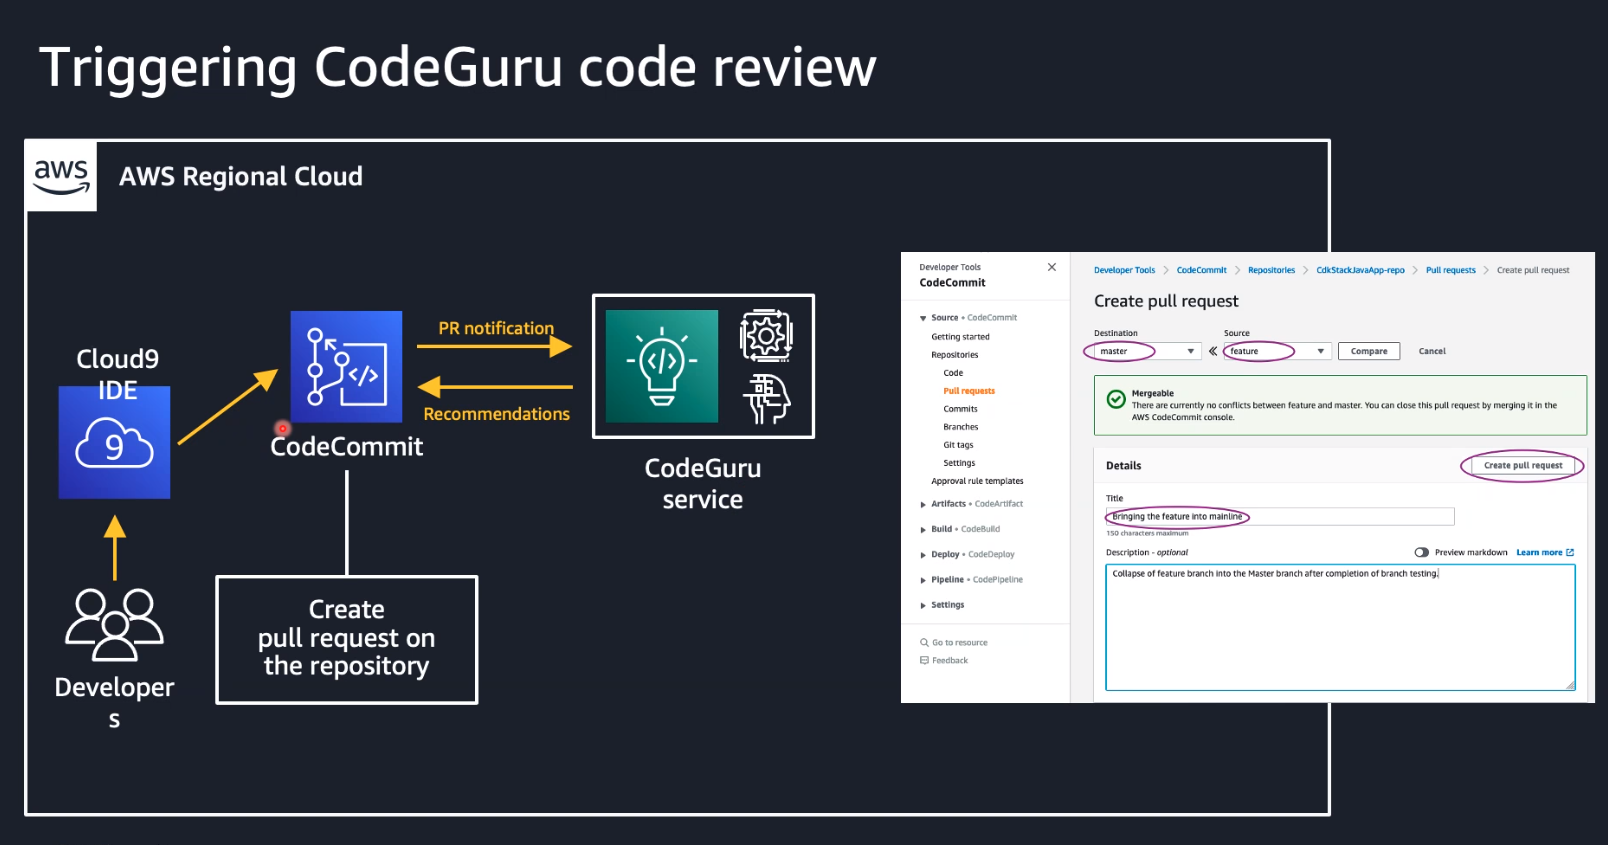 Triggering CodeGuru code review
aws
AWS Regional Cloud
Cloud9
IDE
9
Developer
s
CodeCommit
PR notification
Recommendations
CodeGuru
service
Create
pull request on
the repository
Developer Tools
CodeCommit
Source • CodeCommit
Getting started
Repositories
Code
Pull requests
Commits
Branches
Git tags
Settings
Approval rule templates
Artifacts • CodeArtifact
Build • CodeBuild
Deploy • CodeDeploy
Pipeline • CodePipeline
Settings
Go to resource
Feedback
Developer Tools > CodeCommit > Repositories > CdkStackJavaApp-repo > Pull requests > Create pull request
Create pull request
Destination Source
master « feature Compare Cancel
Mergeable
There are currently no conflicts between feature and master. You can close this pull request by merging it in the
AWS CodeCommit console.
Details Create pull request
Title
Bringing the feature into mainline
150 characters maximum
Description - optional Preview markdown Learn more
Collapse of feature branch into the Master branch after completion of branch testing.